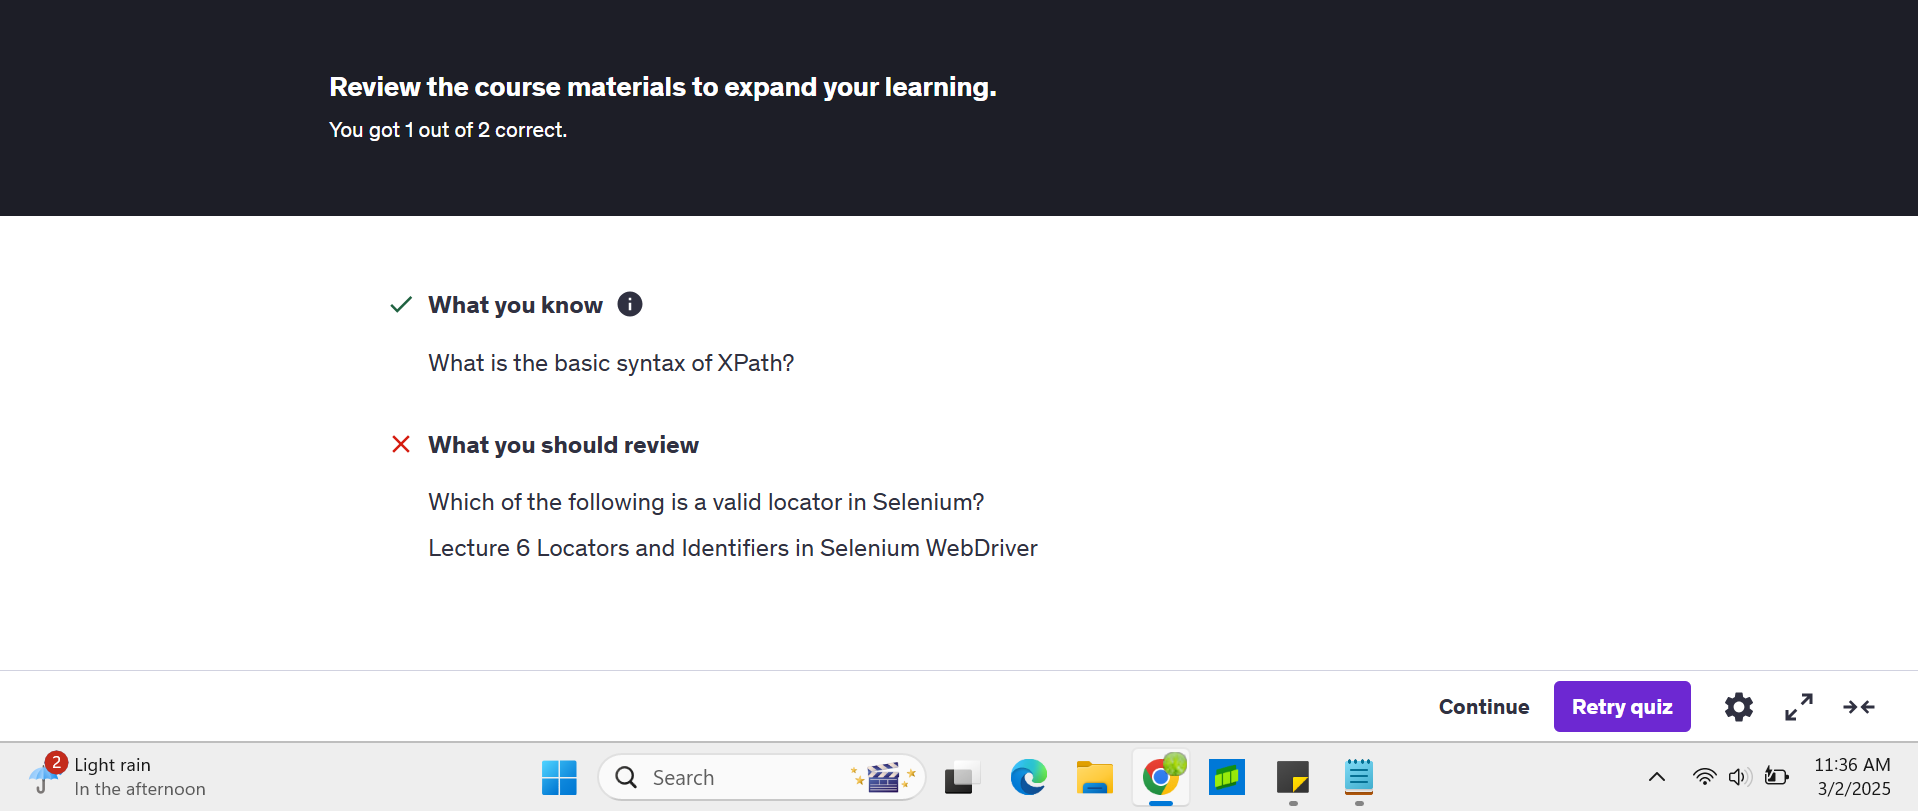 Review the course materials to expand your learning.
You got 1 out of 2 correct.
What you know
What is the basic syntax of XPath?
What you should review
Which of the following is a valid locator in Selenium?
Lecture 6 Locators and Identifiers in Selenium WebDriver
Continue
Retry quiz
2
Light rain
In the afternoon
Search
11:36 AM
3/2/2025